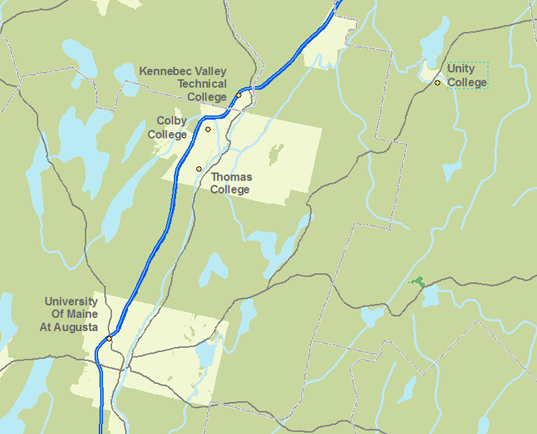 Unity
College
Kennebec Valley
Technical
College
Colby
College
Thomas
College
University
Of Maine
At Augusta